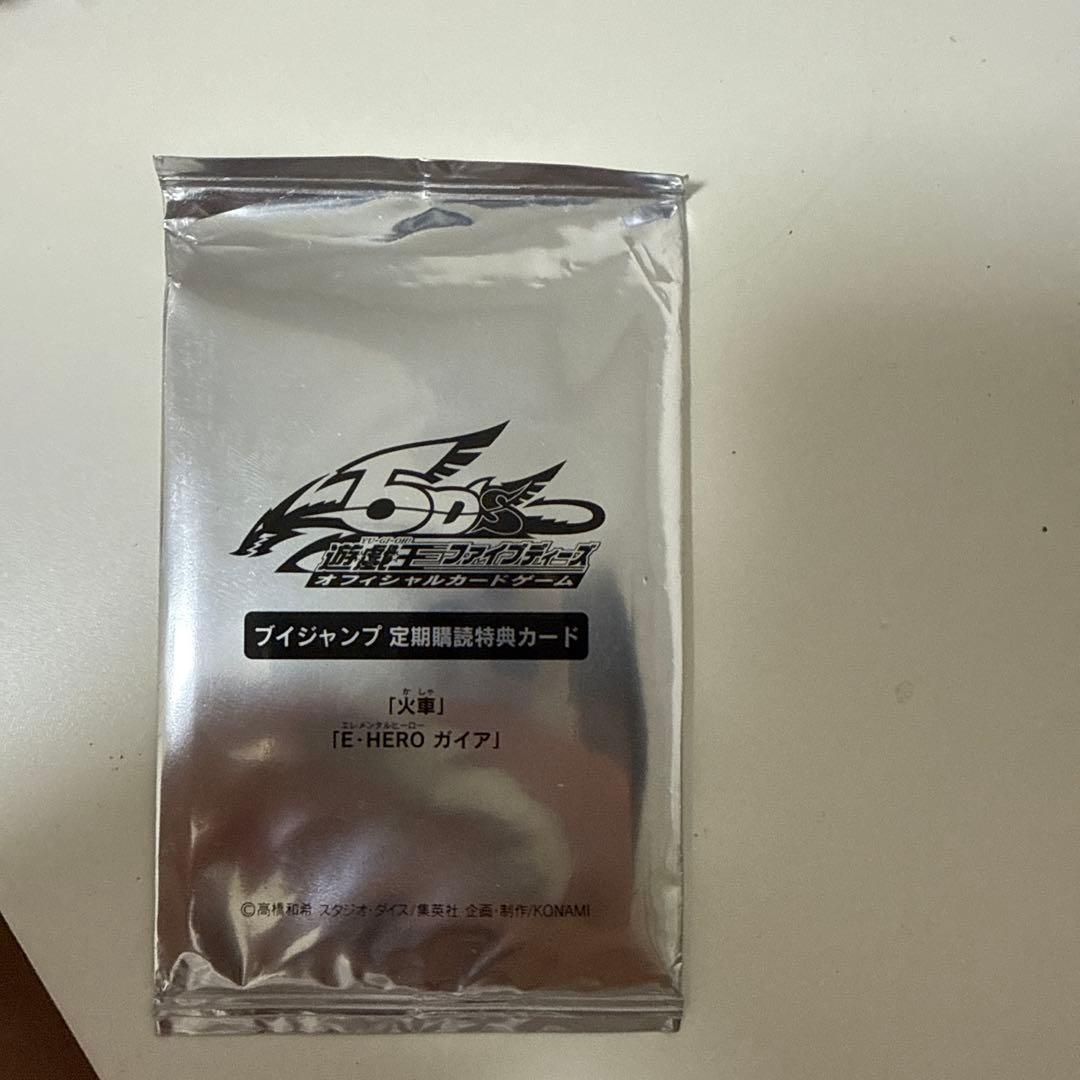 5D's
YU-GI-OH!
遊戯王ファイブディーズ
オフィシャルカードゲーム
ブイジャンプ 定期購読特典カード
かしゃ
「火車」
エレメンタルヒーロー
「E・HERO ガイア」
©高橋和希 スタジオ・ダイス/集英社 企画・制作/KONAMI